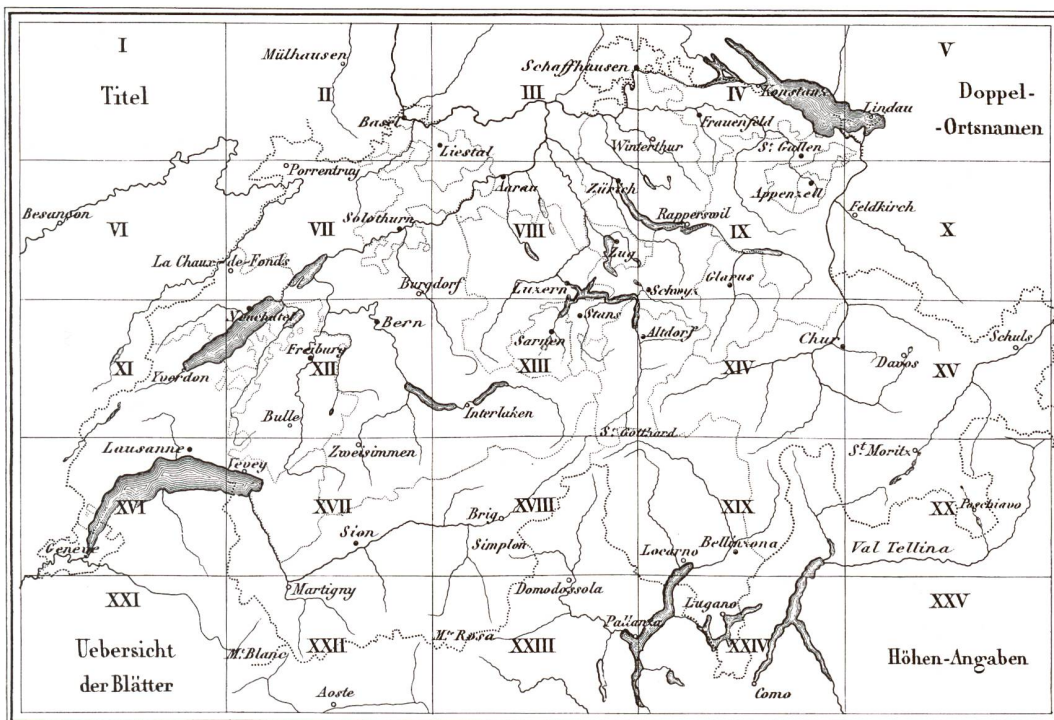 I
Titel
Mülhausen
II
Schaffhausen
III
IV
Konstanz
V
Doppel-
-Ortsnamen
Lindau
Basel
Frauenfeld
Winterthur
Liestal
St. Gallen
Porrentruy
Aarau
Zürich
Appenzell
Besançon
VI
Solothurn
VII
VIII
Rapperswil
IX
Feldkirch
X
Zug
La Chaux-de-Fonds
Burgdorf
Luzern
Schwyz
Glarus
Neuchatel
Bern
Stans
Sarnen
Altdorf
Chur
Schuls
Freiburg
XI
XII
XIII
XIV
Davos
XV
Yverdon
Bulle
Interlaken
St. Gotthard
Lausanne
Zweisimmen
St. Moritz
Vevey
XVI
XVII
Brig
XVIII
XIX
XX
Poschiavo
Sion
Simplon
Locarno
Bellinzona
Val Tellina
Genève
Martigny
Domodossola
XXI
Lugano
XXV
Pallanza
Uebersicht
der Blätter
Mt. Blanc
XXII
Mte. Rosa
XXIII
XXIV
Höhen-Angaben
Aoste
Como